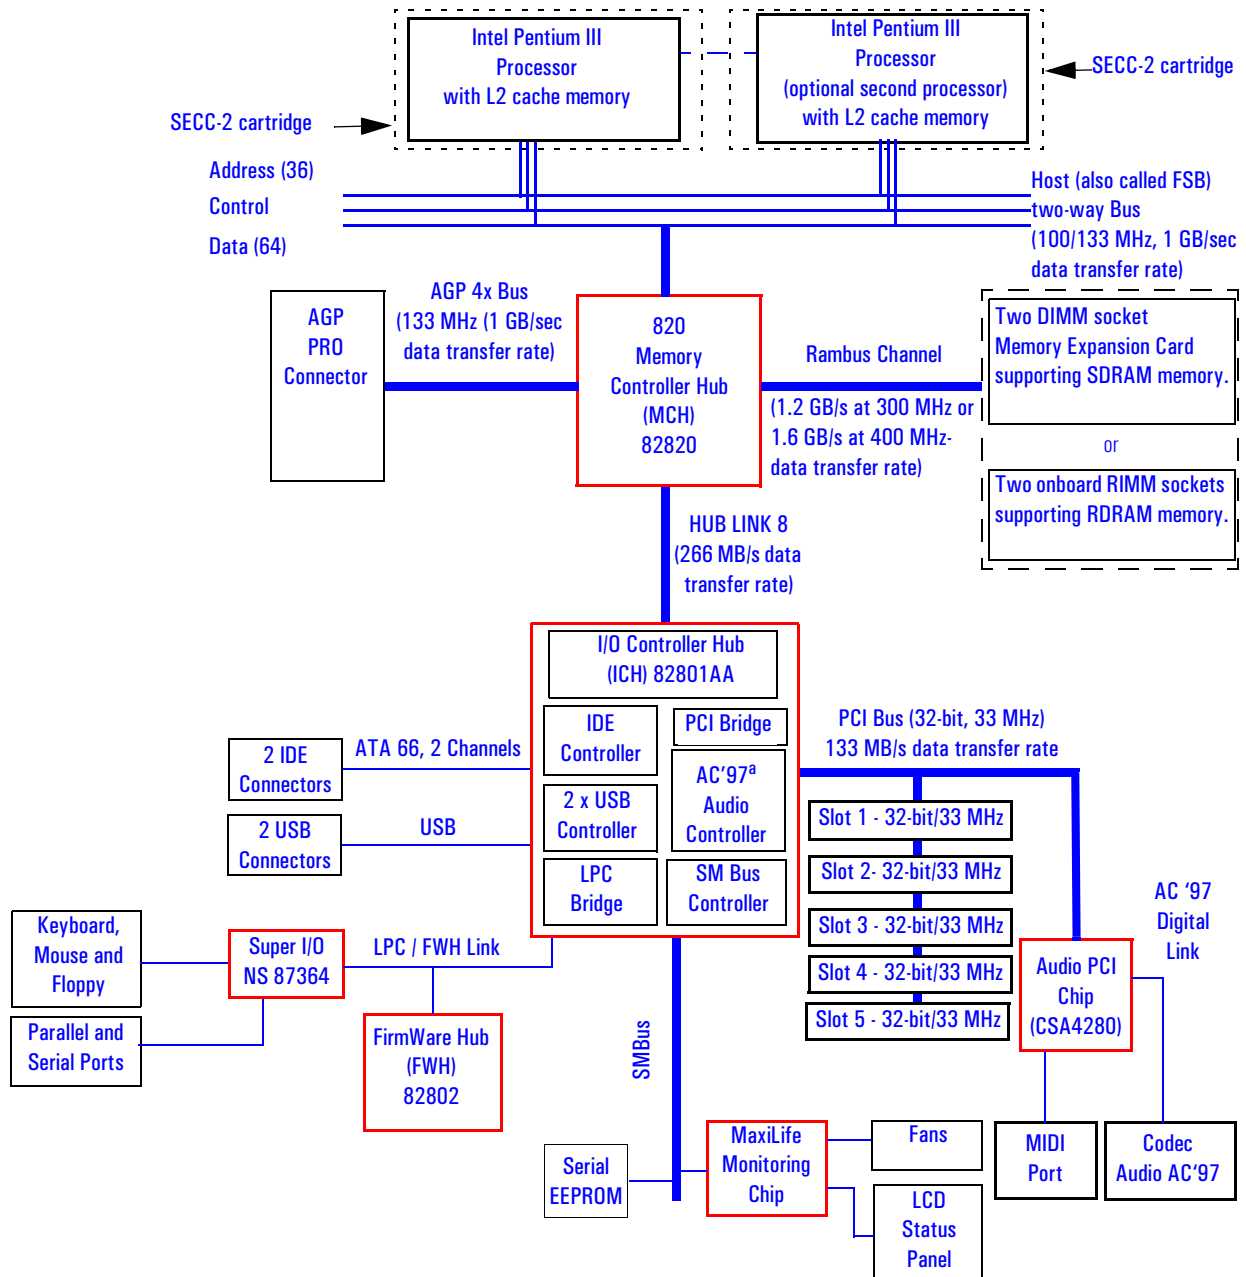 Intel Pentium III
Processor
with L2 cache memory
Intel Pentium III
Processor
(optional second processor)
with L2 cache memory
SECC-2 cartridge
SECC-2 cartridge
Address (36)
Control
Data (64)
Host (also called FSB)
two-way Bus
(100/133 MHz, 1 GB/sec
data transfer rate)
AGP
PRO
Connector
AGP 4x Bus
(133 MHz (1 GB/sec
data transfer rate)
820
Memory
Controller Hub
(MCH)
82820
Rambus Channel
(1.2 GB/s at 300 MHz or
1.6 GB/s at 400 MHz-
data transfer rate)
Two DIMM socket
Memory Expansion Card
supporting SDRAM memory.
or
Two onboard RIMM sockets
supporting RDRAM memory.
HUB LINK 8
(266 MB/s data
transfer rate)
I/O Controller Hub
(ICH) 82801AA
IDE
Controller
PCI Bridge
AC'97a
Audio
Controller
2 x USB
Controller
LPC
Bridge
SM Bus
Controller
PCI Bus (32-bit, 33 MHz)
133 MB/s data transfer rate
2 IDE
Connectors
ATA 66, 2 Channels
2 USB
Connectors
USB
Slot 1 - 32-bit/33 MHz
Slot 2- 32-bit/33 MHz
Slot 3 - 32-bit/33 MHz
Slot 4 - 32-bit/33 MHz
Slot 5 - 32-bit/33 MHz
AC ‘97
Digital
Link
Keyboard,
Mouse and
Floppy
Super I/O
NS 87364
LPC / FWH Link
Parallel and
Serial Ports
FirmWare Hub
(FWH)
82802
Audio PCI
Chip
(CSA4280)
SMBus
Serial
EEPROM
MaxiLife
Monitoring
Chip
Fans
LCD
Status
Panel
MIDI
Port
Codec
Audio AC‘97